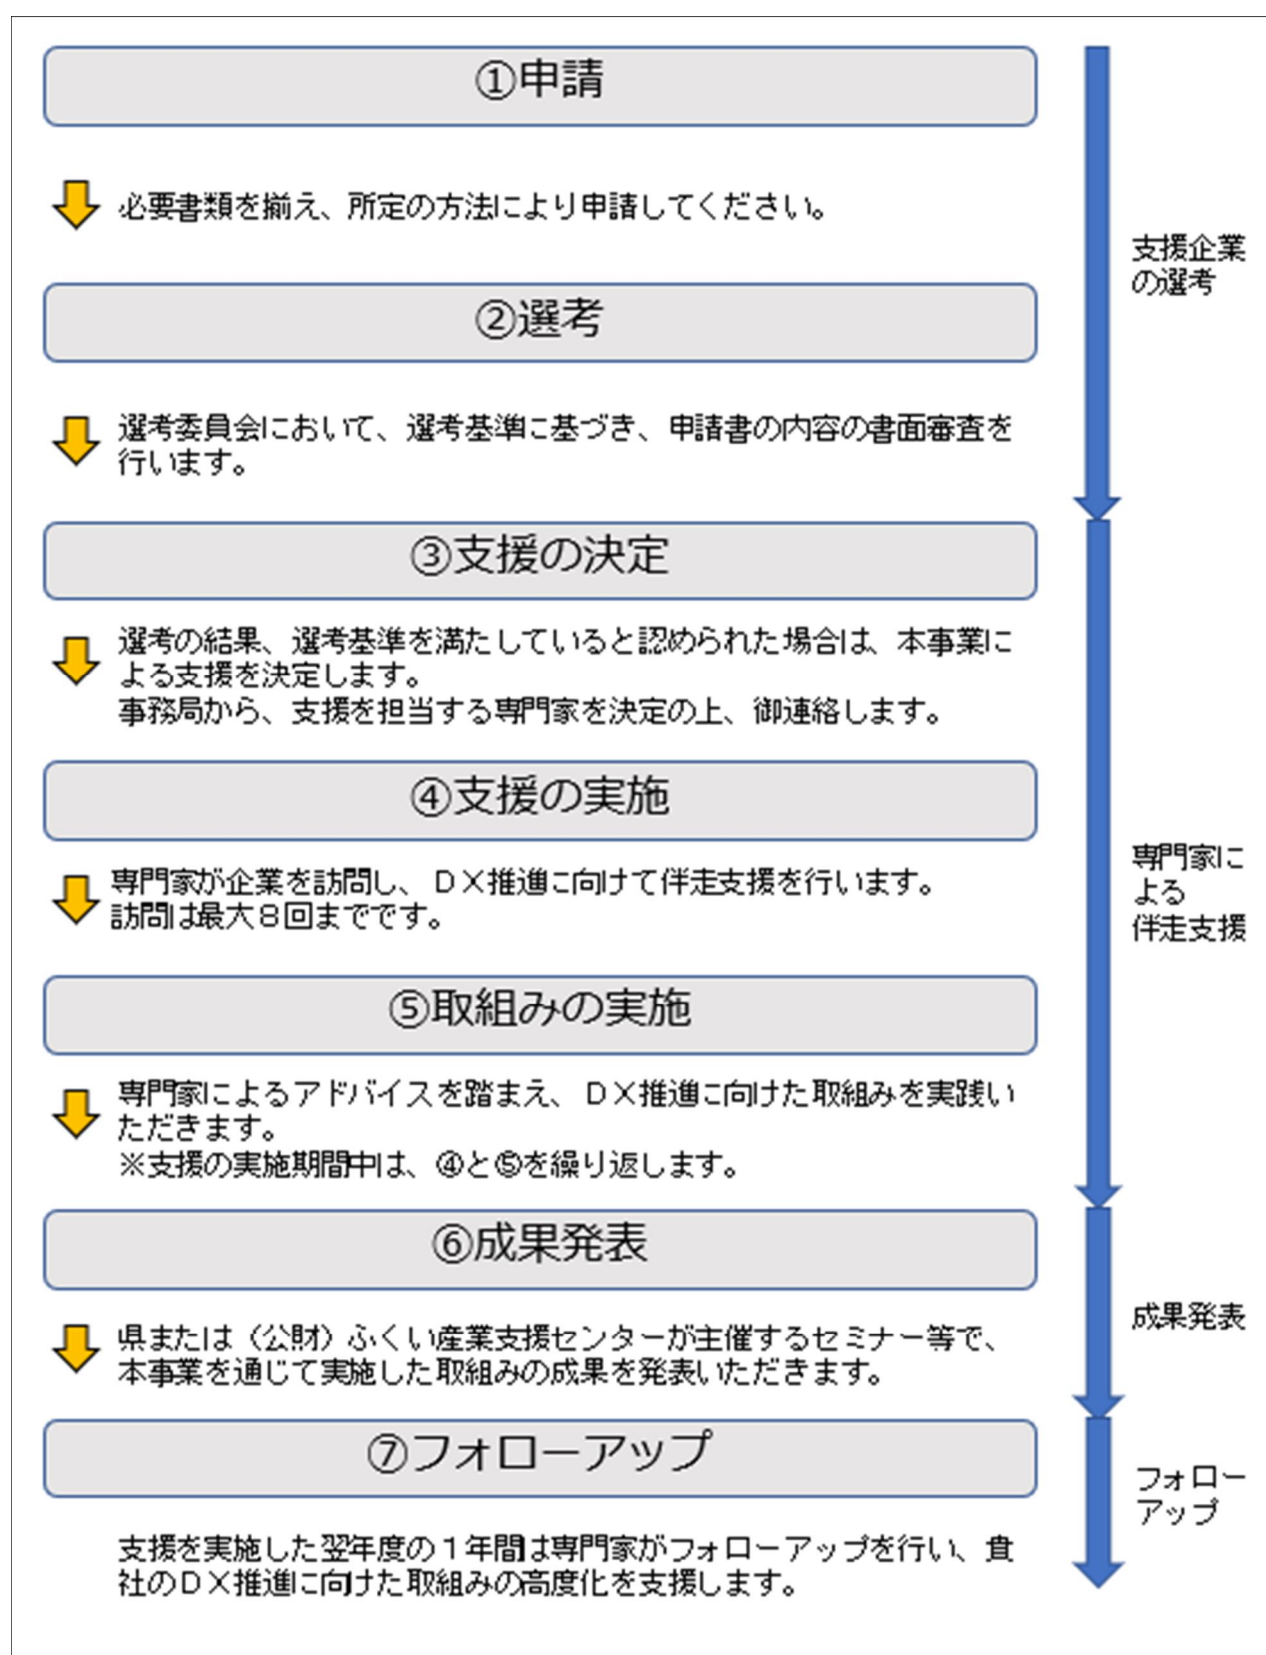 ①申請
必要書類を揃え、所定の方法により申請してください。
支援企業
の選考
②選考
選考委員会において、選考基準に基づき、申請書の内容の書面審査を
行います。
③支援の決定
選考の結果、選考基準を満たしていると認められた場合は、本事業に
よる支援を決定します。
事務局から、支援を担当する専門家を決定の上、御連絡します。
④支援の実施
専門家が企業を訪問し、DX推進に向けて伴走支援を行います。
訪問は最大8回までです。
専門家に
よる
伴走支援
⑤取組みの実施
専門家によるアドバイスを踏まえ、DX推進に向けた取組みを実践い
ただきます。
※支援の実施期間中は、④と⑤を繰り返します。
⑥成果発表
県または(公財)ふくい産業支援センターが主催するセミナー等で、
本事業を通じて実施した取組みの成果を発表いただきます。
成果発表
⑦フォローアップ
フォロー
アップ
支援を実施した翌年度の1年間は専門家がフォローアップを行い、貴
社のDX推進に向けた取組みの高度化を支援します。